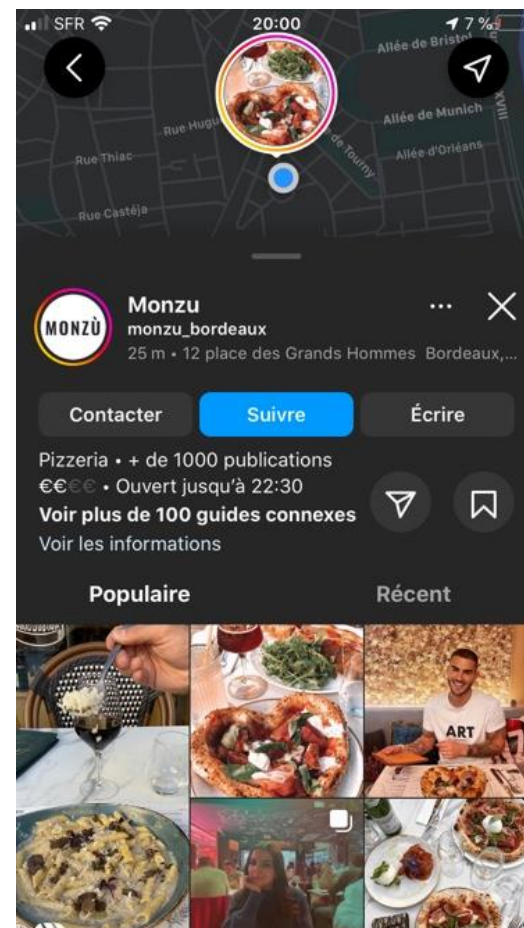 SFR 20:00 7 %
Allée de Bristol
Rue Hugu
Allée de Munich
XVIII
Rue Thiac
de Tourny
Allée d'Orléans
Rue Castéja
MONZÙ
Monzu
monzu_bordeaux
25 m • 12 place des Grands Hommes Bordeaux,...
Contacter Suivre Écrire
Pizzeria • + de 1000 publications
€€€€ • Ouvert jusqu'à 22:30
Voir plus de 100 guides connexes
Voir les informations
Populaire Récent
ART